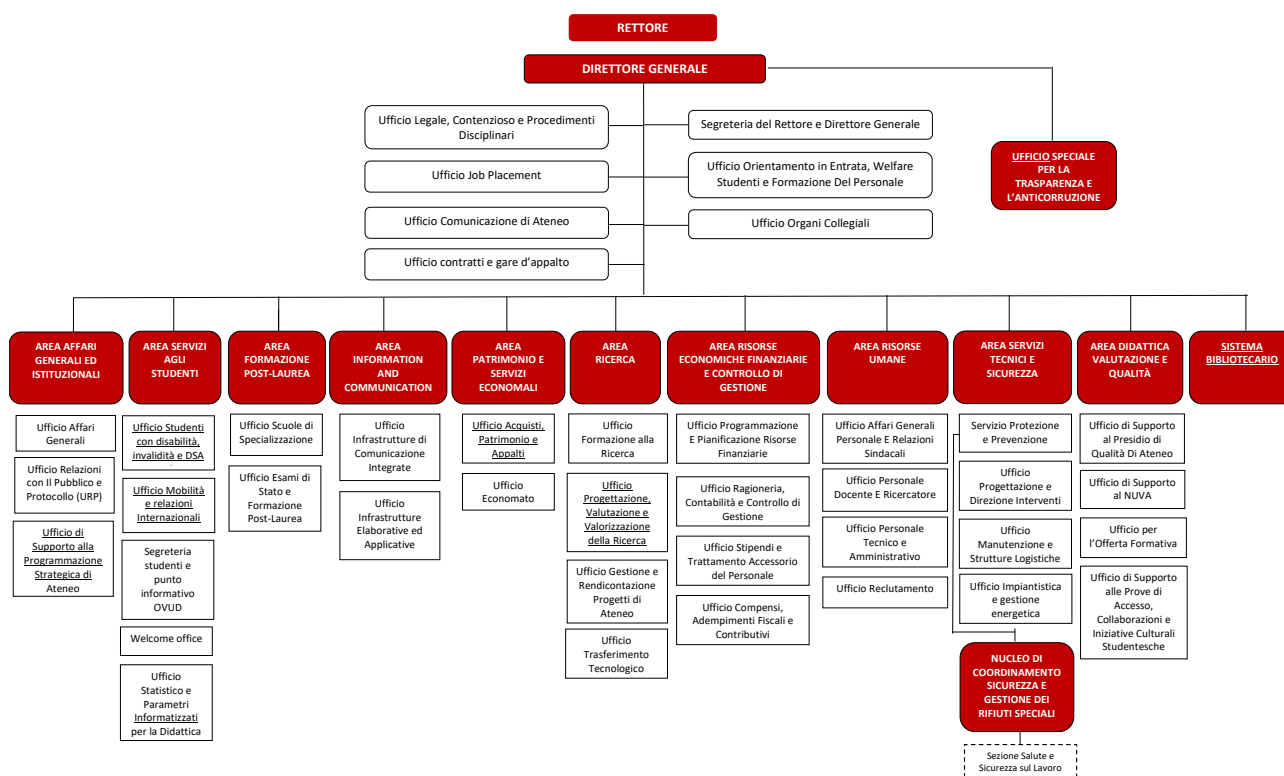 RETTORE
DIRETTORE GENERALE
Ufficio Legale, Contenzioso e Procedimenti
Disciplinari
Segreteria del Rettore e Direttore Generale
Ufficio Job Placement
Ufficio Orientamento in Entrata, Welfare
Studenti e Formazione Del Personale
Ufficio Comunicazione di Ateneo
Ufficio Organi Collegiali
Ufficio contratti e gare d'appalto
UFFICIO SPECIALE
PER LA
TRASPARENZA E
L'ANTICORRUZIONE
AREA AFFARI
GENERALI ED
ISTITUZIONALI
Ufficio Affari
Generali
Ufficio Relazioni
con Il Pubblico e
Protocollo (URP)
Ufficio di
Supporto alla
Programmazione
Strategica di
Ateneo
AREA SERVIZI
AGLI
STUDENTI
Ufficio Studenti
con disabilità,
invalidità e DSA
Ufficio Mobilità
e relazioni
Internazionali
Segreteria
studenti e
punto
informativo
OVUD
Welcome office
Ufficio
Statistico e
Parametri
Informatizzati
per la Didattica
AREA
FORMAZIONE
POST-LAUREA
Ufficio Scuole di
Specializzazione
Ufficio Esami di
Stato e
Formazione
Post-Laurea
AREA
INFORMATION
AND
COMMUNICATION
Ufficio
Infrastrutture di
Comunicazione
Integrate
Ufficio
Infrastrutture
Elaborative ed
Applicative
AREA
PATRIMONIO E
SERVIZI
ECONOMALI
Ufficio Acquisti,
Patrimonio e
Appalti
Ufficio
Economato
AREA
RICERCA
Ufficio
Formazione alla
Ricerca
Ufficio
Progettazione,
Valutazione e
Valorizzazione
della Ricerca
Ufficio Gestione e
Rendicontazione
Progetti di
Ateneo
Ufficio
Trasferimento
Tecnologico
AREA RISORSE
ECONOMICHE FINANZIARIE
E CONTROLLO DI
GESTIONE
Ufficio Programmazione
E Pianificazione Risorse
Finanziarie
Ufficio Ragioneria,
Contabilità e Controllo di
Gestione
Ufficio Stipendi e
Trattamento Accessorio
del Personale
Ufficio Compensi,
Adempimenti Fiscali e
Contributivi
AREA RISORSE
UMANE
Ufficio Affari Generali
Personale E Relazioni
Sindacali
Ufficio Personale
Docente E Ricercatore
Ufficio Personale
Tecnico e
Amministrativo
Ufficio Reclutamento
AREA SERVIZI
TECNICI E
SICUREZZA
Servizio Protezione
e Prevenzione
Ufficio
Progettazione e
Direzione Interventi
Ufficio
Manutenzione e
Strutture Logistiche
Ufficio Impiantistica
e gestione
energetica
NUCLEO DI
COORDINAMENTO
SICUREZZA E
GESTIONE DEI
RIFIUTI SPECIALI
Sezione Salute e
Sicurezza sul Lavoro
AREA DIDATTICA
VALUTAZIONE E
QUALITÀ
Ufficio di Supporto
al Presidio di
Qualità Di Ateneo
Ufficio di Supporto
al NUVA
Ufficio per
l'Offerta Formativa
Ufficio di Supporto
alle Prove di
Accesso,
Collaborazioni e
Iniziative Culturali
Studentesche
SISTEMA
BIBLIOTECARIO